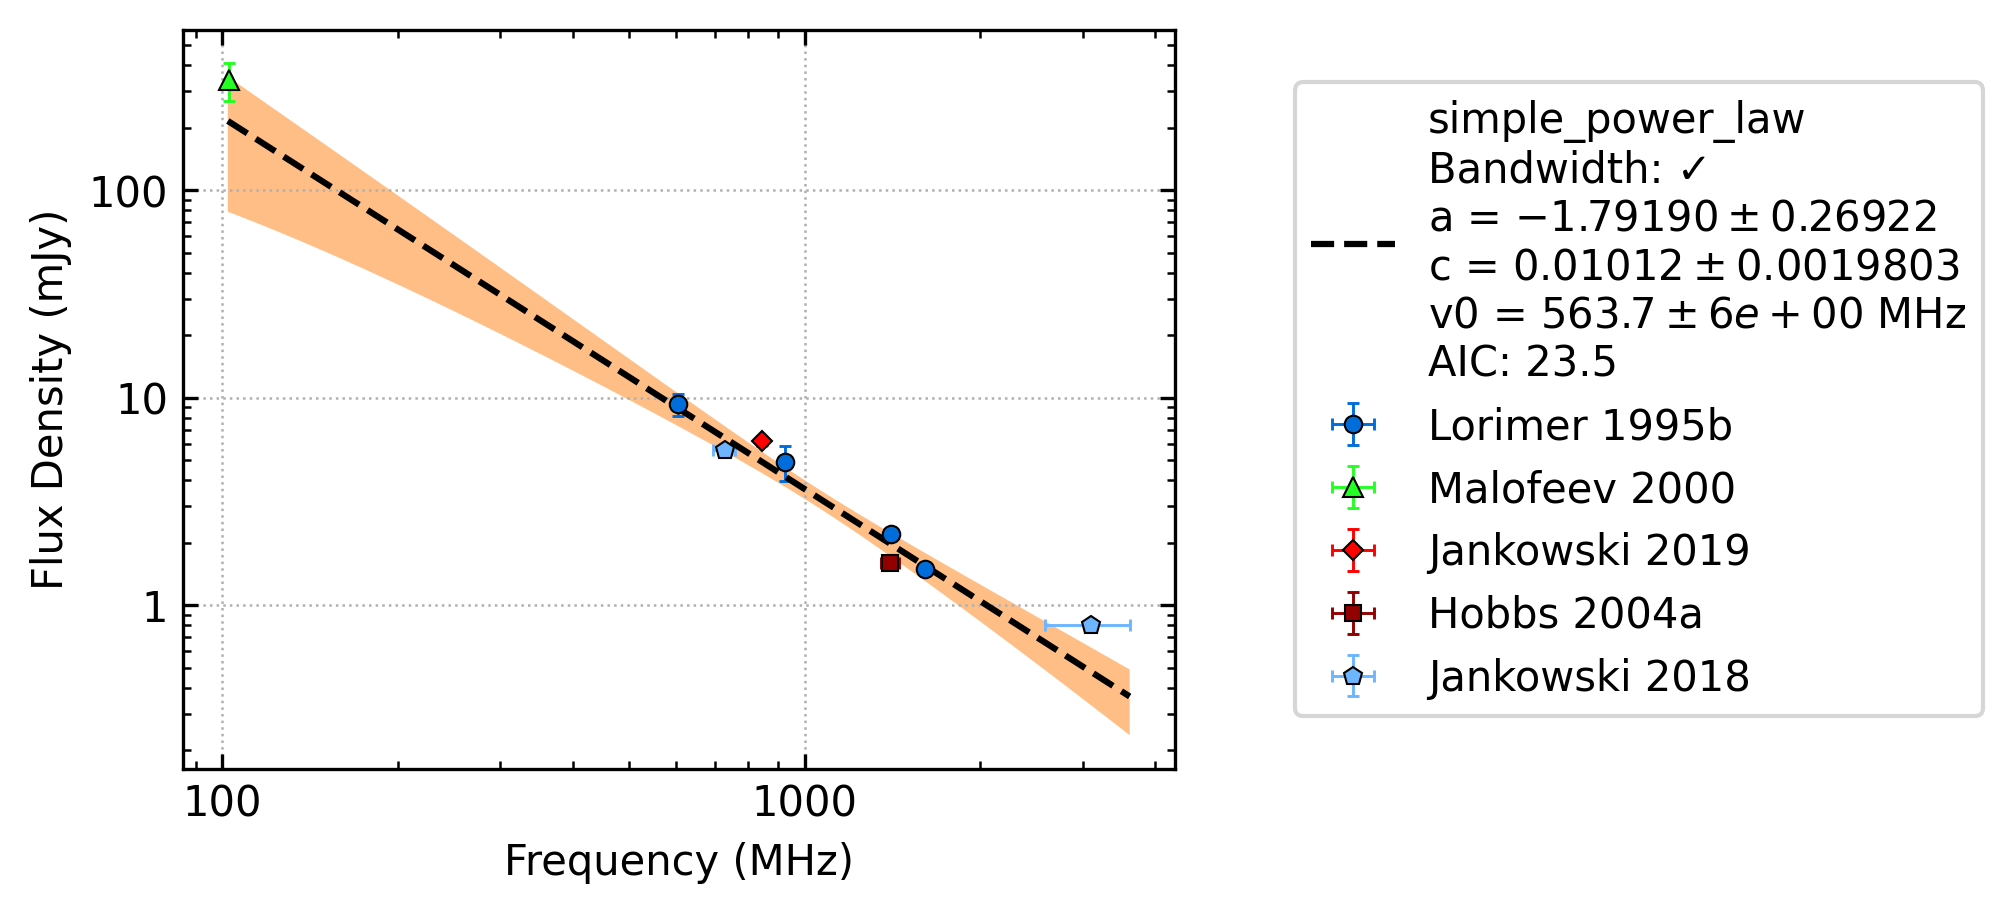 Flux Density (mJy)
100
10
1
100
1000
Frequency (MHz)
simple_power_law
Bandwidth: ✓
a = −1.79190 ± 0.26922
c = 0.01012 ± 0.0019803
v0 = 563.7 ± 6e + 00 MHz
AIC: 23.5
Lorimer 1995b
Malofeev 2000
Jankowski 2019
Hobbs 2004a
Jankowski 2018